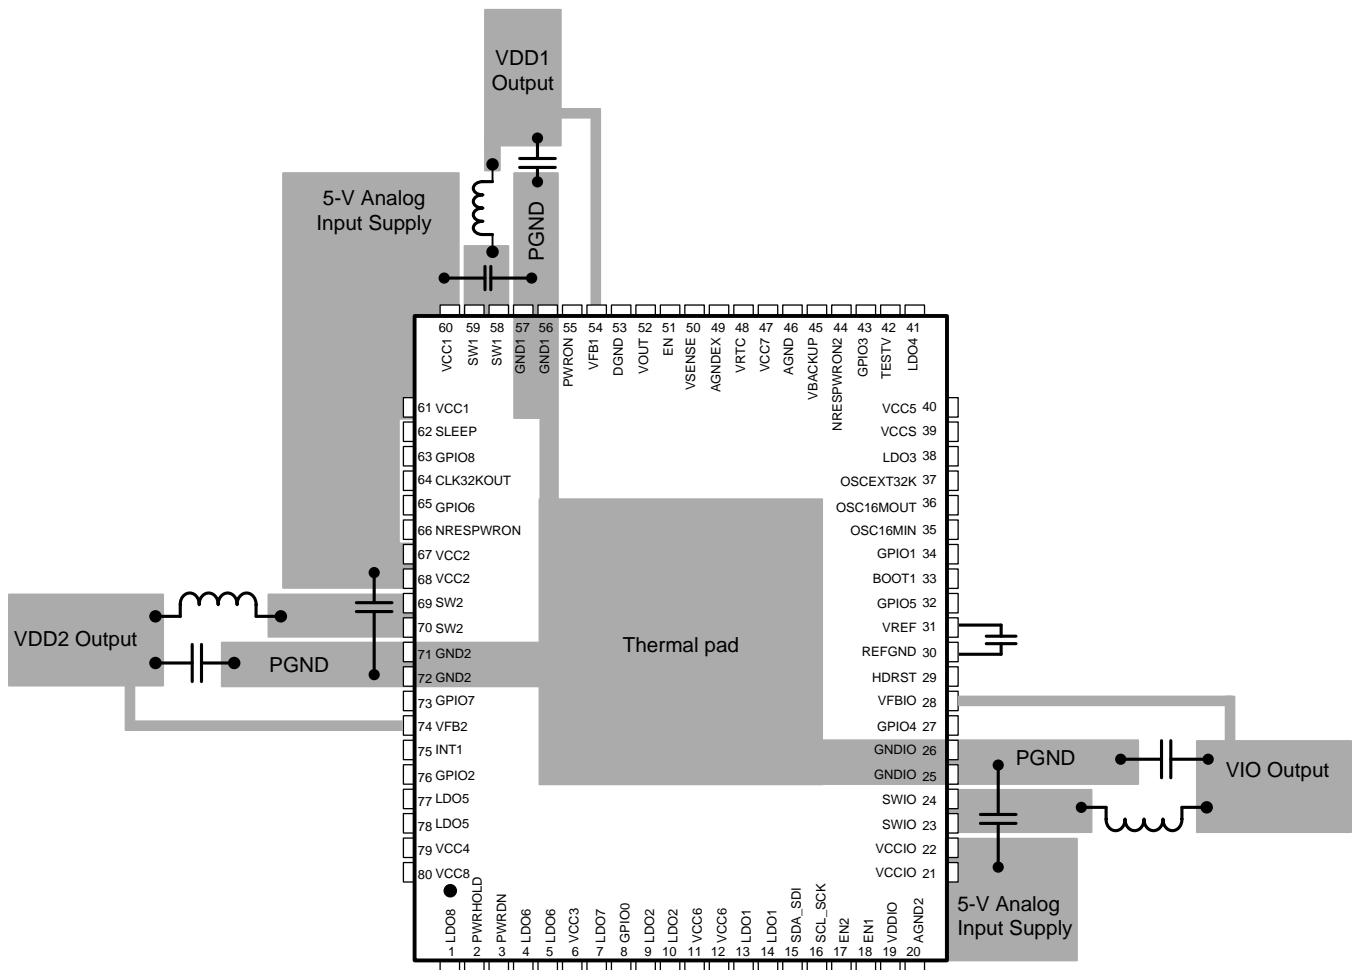 VDD1
Output
5-V Analog
Input Supply
PGND
60 59 58 57 56 55 54 53 52 51 50 49 48 47 46 45 44 43 42 41
VCC1
SW1
SW1
GND1
GND1
PWRON
VFB1
DGND
VOUT
EN
VSENSE
AGNDEX
VRTC
VCC7
AGND
VBACKUP
NRESPWRON2
GPIO3
TESTV
LDO4
61 VCC1
62 SLEEP
63 GPIO8
64 CLK32KOUT
65 GPIO6
66 NRESPWRON
67 VCC2
68 VCC2
69 SW2
70 SW2
71 GND2
72 GND2
73 GPIO7
74 VFB2
75 INT1
76 GPIO2
77 LDO5
78 LDO5
79 VCC4
80 VCC8
VDD2 Output
PGND
Thermal pad
VCC5 40
VCCS 39
LDO3 38
OSCEXT32K 37
OSC16MOUT 36
OSC16MIN 35
GPIO1 34
BOOT1 33
GPIO5 32
VREF 31
REFGND 30
HDRST 29
VFBIO 28
GPIO4 27
GNDIO 26
GNDIO 25
SWIO 24
SWIO 23
VCCIO 22
VCCIO 21
PGND
VIO Output
5-V Analog
Input Supply
LDO8
PWRHOLD
PWRDN
LDO6
LDO6
VCC3
LDO7
GPIO0
LDO2
LDO2
VCC6
VCC6
LDO1
LDO1
SDA_SDI
SCL_SCK
EN2
EN1
VDDIO
AGND2
1 2 3 4 5 6 7 8 9 10 11 12 13 14 15 16 17 18 19 20